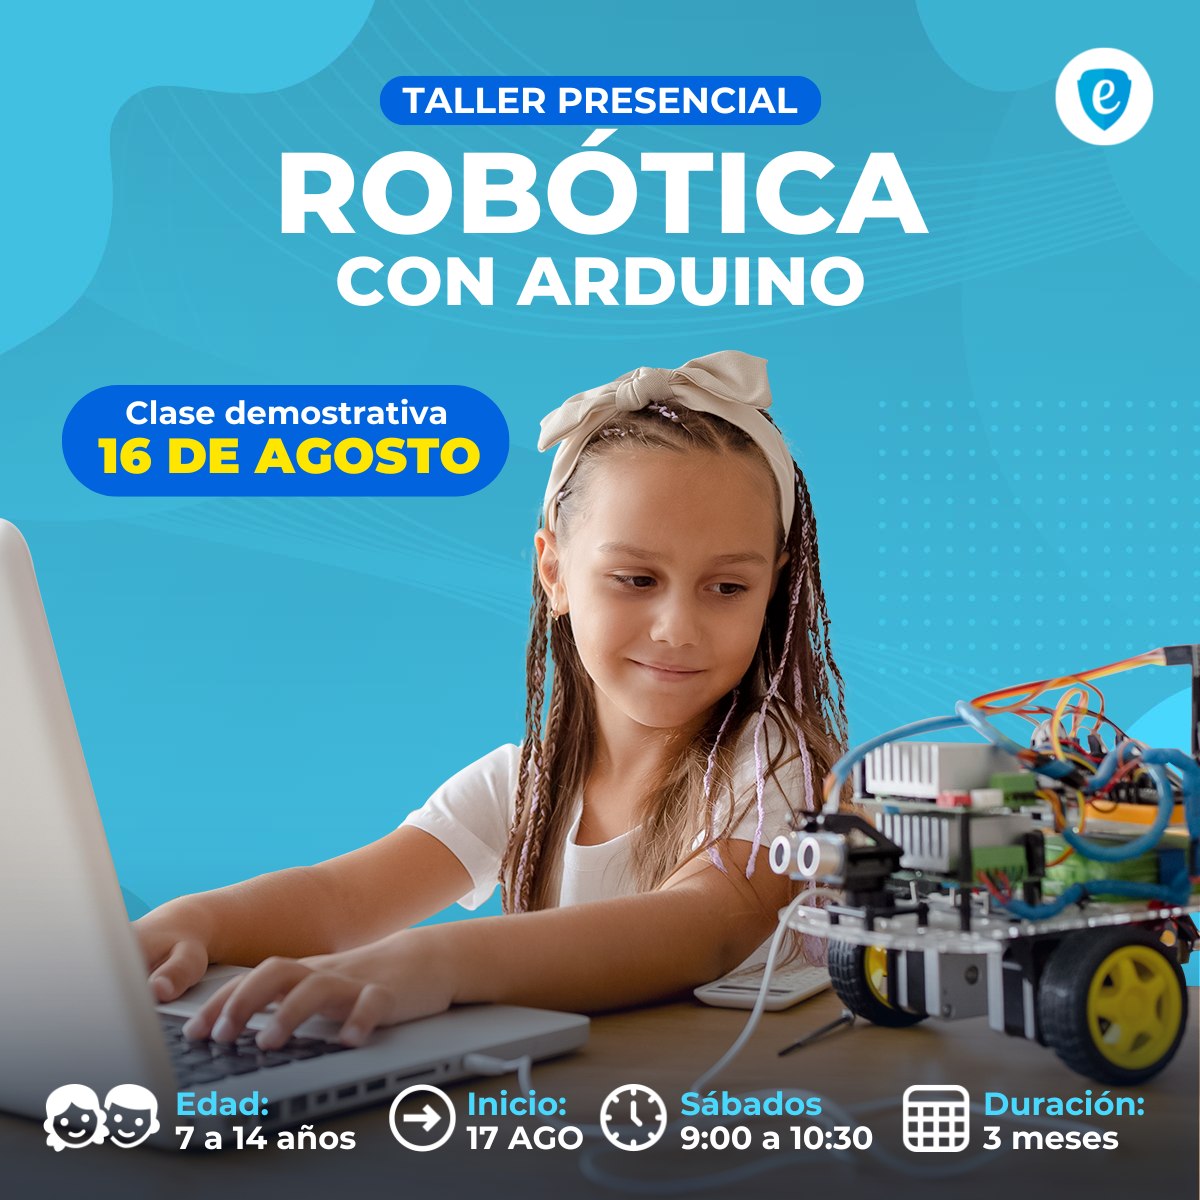 TALLER PRESENCIAL
e
ROBÓTICA
CON ARDUINO
Clase demostrativa
16 DE AGOSTO
Edad:
7 a 14 años
Inicio:
17 AGO
Sábados
9:00 a 10:30
Duración:
3 meses